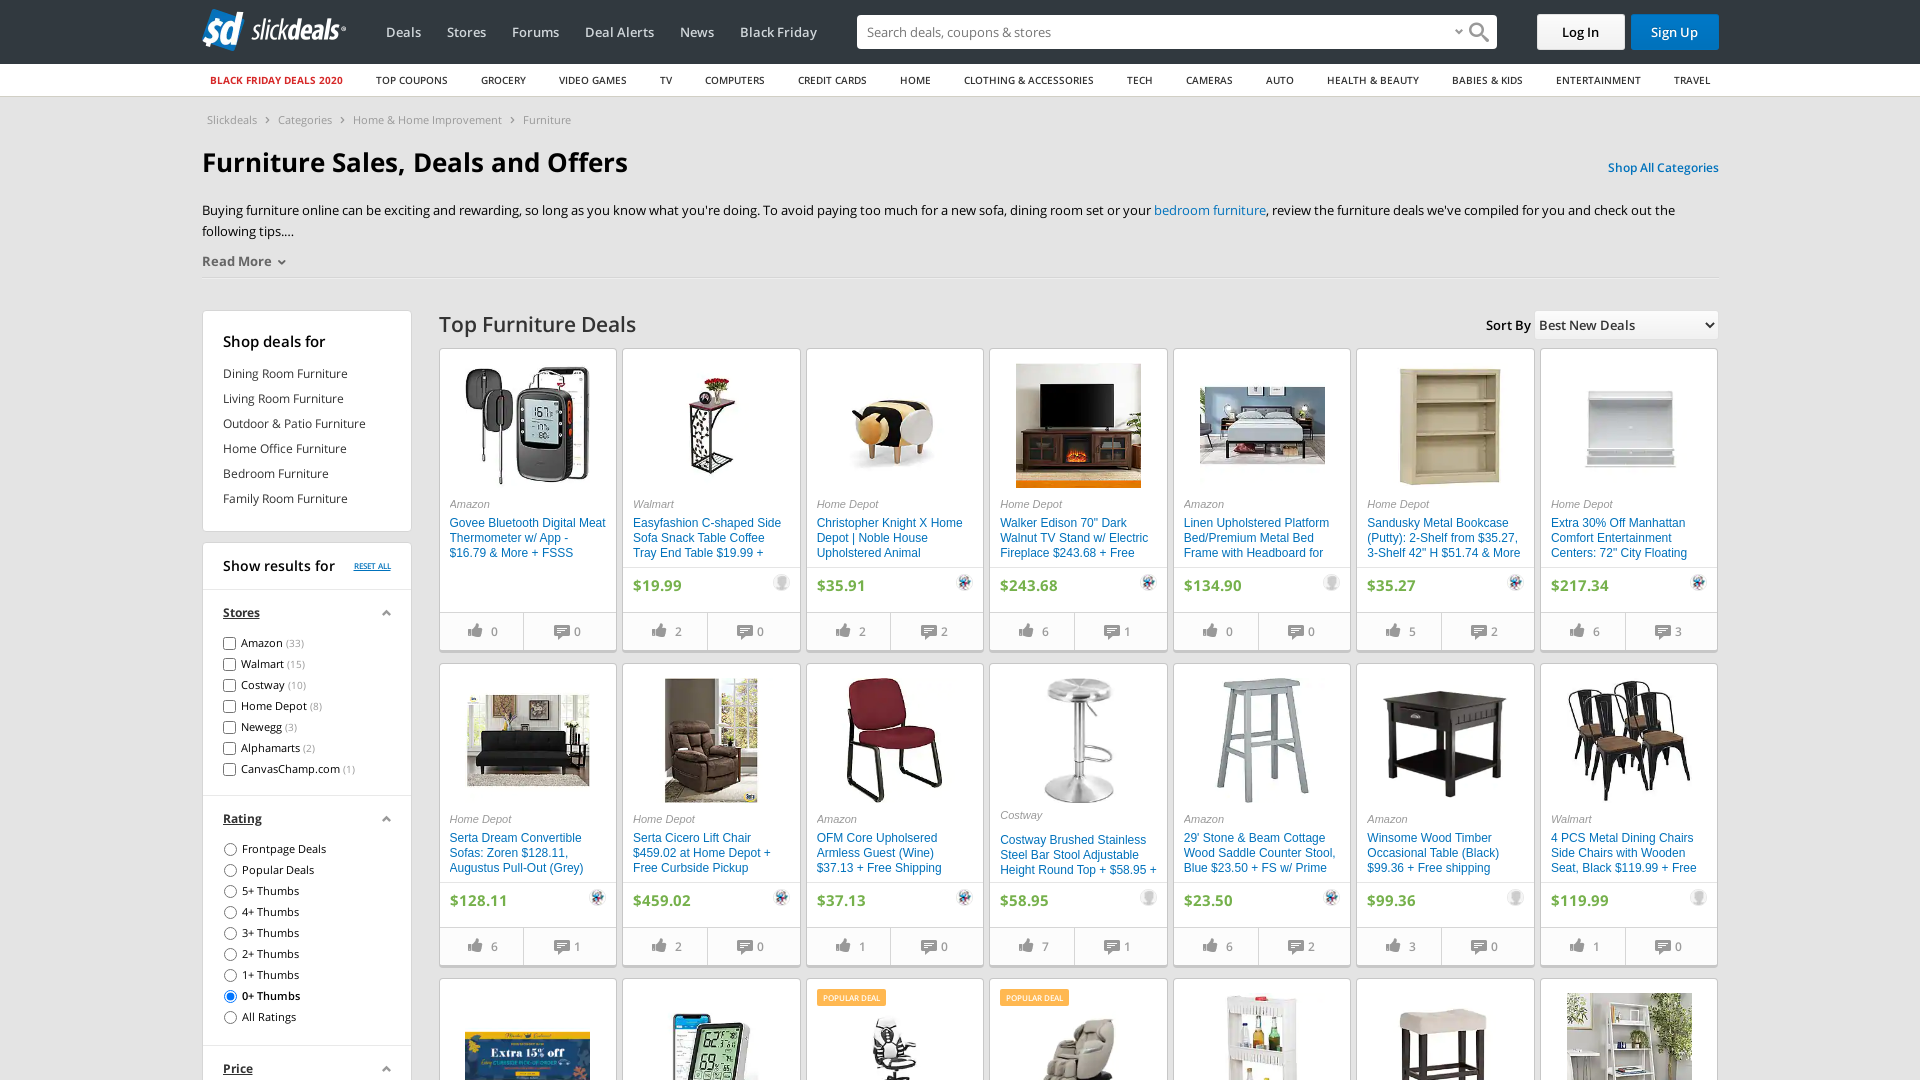 sd slickdeals
Deals
Stores
Forums
Deal Alerts
News
Black Friday
Search deals, coupons & stores
Log In
Sign Up
BLACK FRIDAY DEALS 2020
TOP COUPONS
GROCERY
VIDEO GAMES
TV
COMPUTERS
CREDIT CARDS
HOME
CLOTHING & ACCESSORIES
TECH
CAMERAS
AUTO
HEALTH & BEAUTY
BABIES & KIDS
ENTERTAINMENT
TRAVEL
Slickdeals > Categories > Home & Home Improvement > Furniture
Furniture Sales, Deals and Offers
Shop All Categories
Buying furniture online can be exciting and rewarding, so long as you know what you're doing. To avoid paying too much for a new sofa, dining room set or your bedroom furniture, review the furniture deals we've compiled for you and check out the
following tips.…
Read More
Shop deals for
Dining Room Furniture
Living Room Furniture
Outdoor & Patio Furniture
Home Office Furniture
Bedroom Furniture
Family Room Furniture
Show results for
RESET ALL
Stores
Amazon (33)
Walmart (15)
Costway (10)
Home Depot (8)
Newegg (3)
Alphamarts (2)
CanvasChamp.com (1)
Rating
Frontpage Deals
Popular Deals
5+ Thumbs
4+ Thumbs
3+ Thumbs
2+ Thumbs
1+ Thumbs
0+ Thumbs
All Ratings
Price
Top Furniture Deals
Sort By
Best New Deals
Amazon
Govee Bluetooth Digital Meat
Thermometer w/ App -
$16.79 & More + FSSS
0
0
Walmart
Easyfashion C-shaped Side
Sofa Snack Table Coffee
Tray End Table $19.99 +
$19.99
2
0
Home Depot
Christopher Knight X Home
Depot | Noble House
Upholstered Animal
$35.91
2
2
Home Depot
Walker Edison 70" Dark
Walnut TV Stand w/ Electric
Fireplace $243.68 + Free
$243.68
6
1
Amazon
Linen Upholstered Platform
Bed/Premium Metal Bed
Frame with Headboard for
$134.90
0
0
Home Depot
Sandusky Metal Bookcase
(Putty): 2-Shelf from $35.27,
3-Shelf 42" H $51.74 & More
$35.27
5
2
Home Depot
Extra 30% Off Manhattan
Comfort Entertainment
Centers: 72" City Floating
$217.34
6
3
Home Depot
Serta Dream Convertible
Sofas: Zoren $128.11,
Augustus Pull-Out (Grey)
$128.11
6
1
Home Depot
Serta Cicero Lift Chair
$459.02 at Home Depot +
Free Curbside Pickup
$459.02
2
0
Amazon
OFM Core Upholsered
Armless Guest (Wine)
$37.13 + Free Shipping
$37.13
1
0
Costway
Costway Brushed Stainless
Steel Bar Stool Adjustable
Height Round Top + $58.95 +
$58.95
7
1
Amazon
29' Stone & Beam Cottage
Wood Saddle Counter Stool,
Blue $23.50 + FS w/ Prime
$23.50
6
2
Amazon
Winsome Wood Timber
Occasional Table (Black)
$99.36 + Free shipping
$99.36
3
0
Walmart
4 PCS Metal Dining Chairs
Side Chairs with Wooden
Seat, Black $119.99 + Free
$119.99
1
0
Extra 15% off
POPULAR DEAL
POPULAR DEAL